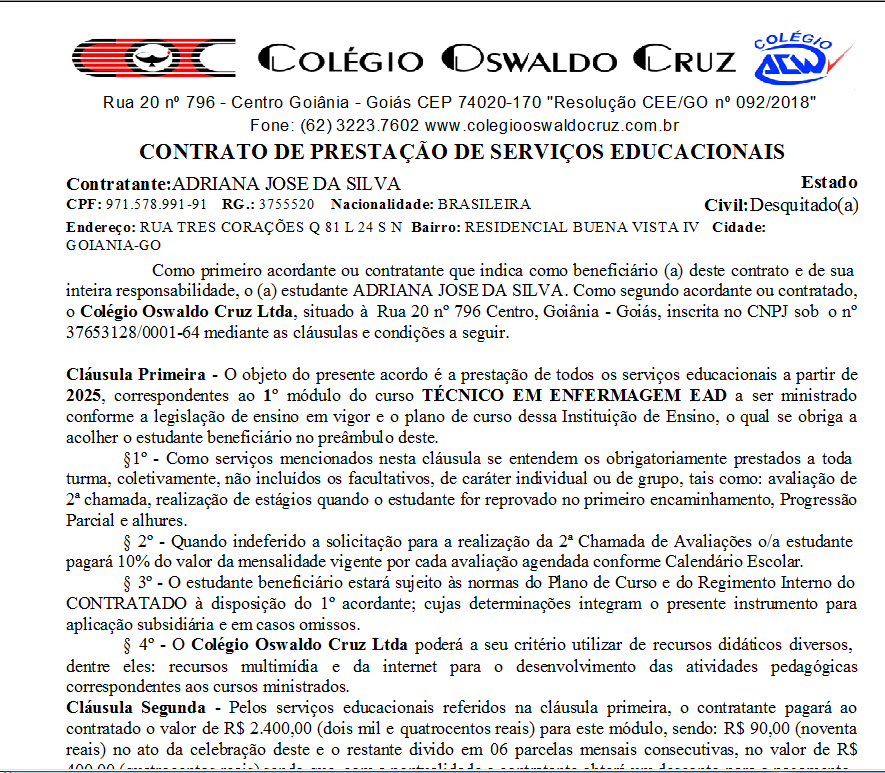 COC COLÉGIO OSWALDO CRUZ COLÉGIO ACW
Rua 20 nº 796 - Centro Goiânia - Goiás CEP 74020-170 "Resolução CEE/GO nº 092/2018"
Fone: (62) 3223.7602 www.colegiooswaldocruz.com.br
CONTRATO DE PRESTAÇÃO DE SERVIÇOS EDUCACIONAIS
Contratante:ADRIANA JOSE DA SILVA Estado
CPF: 971.578.991-91 RG.: 3755520 Nacionalidade: BRASILEIRA Civil:Desquitado(a)
Endereço: RUA TRES CORAÇÕES Q 81 L 24 S N Bairro: RESIDENCIAL BUENA VISTA IV Cidade:
GOIANIA-GO
Como primeiro acordante ou contratante que indica como beneficiário (a) deste contrato e de sua
inteira responsabilidade, o (a) estudante ADRIANA JOSE DA SILVA. Como segundo acordante ou contratado,
o Colégio Oswaldo Cruz Ltda, situado à Rua 20 nº 796 Centro, Goiânia - Goiás, inscrita no CNPJ sob o nº
37653128/0001-64 mediante as cláusulas e condições a seguir.
Cláusula Primeira - O objeto do presente acordo é a prestação de todos os serviços educacionais a partir de
2025, correspondentes ao 1º módulo do curso TÉCNICO EM ENFERMAGEM EAD a ser ministrado
conforme a legislação de ensino em vigor e o plano de curso dessa Instituição de Ensino, o qual se obriga a
acolher o estudante beneficiário no preâmbulo deste.
§1º - Como serviços mencionados nesta cláusula se entendem os obrigatoriamente prestados a toda
turma, coletivamente, não incluídos os facultativos, de caráter individual ou de grupo, tais como: avaliação de
2ª chamada, realização de estágios quando o estudante for reprovado no primeiro encaminhamento, Progressão
Parcial e alhures.
§ 2º - Quando indeferido a solicitação para a realização da 2ª Chamada de Avaliações o/a estudante
pagará 10% do valor da mensalidade vigente por cada avaliação agendada conforme Calendário Escolar.
§ 3º - O estudante beneficiário estará sujeito às normas do Plano de Curso e do Regimento Interno do
CONTRATADO à disposição do 1º acordante; cujas determinações integram o presente instrumento para
aplicação subsidiária e em casos omissos.
§ 4º - O Colégio Oswaldo Cruz Ltda poderá a seu critério utilizar de recursos didáticos diversos,
dentre eles: recursos multimídia e da internet para o desenvolvimento das atividades pedagógicas
correspondentes aos cursos ministrados.
Cláusula Segunda - Pelos serviços educacionais referidos na cláusula primeira, o contratante pagará ao
contratado o valor de R$ 2.400,00 (dois mil e quatrocentos reais) para este módulo, sendo: R$ 90,00 (noventa
reais) no ato da celebração deste e o restante divido em 06 parcelas mensais consecutivas, no valor de R$
400,00 (quatrocentos reais) sendo que, com a pontualidade o contratante obterá um desconto para o pagamento